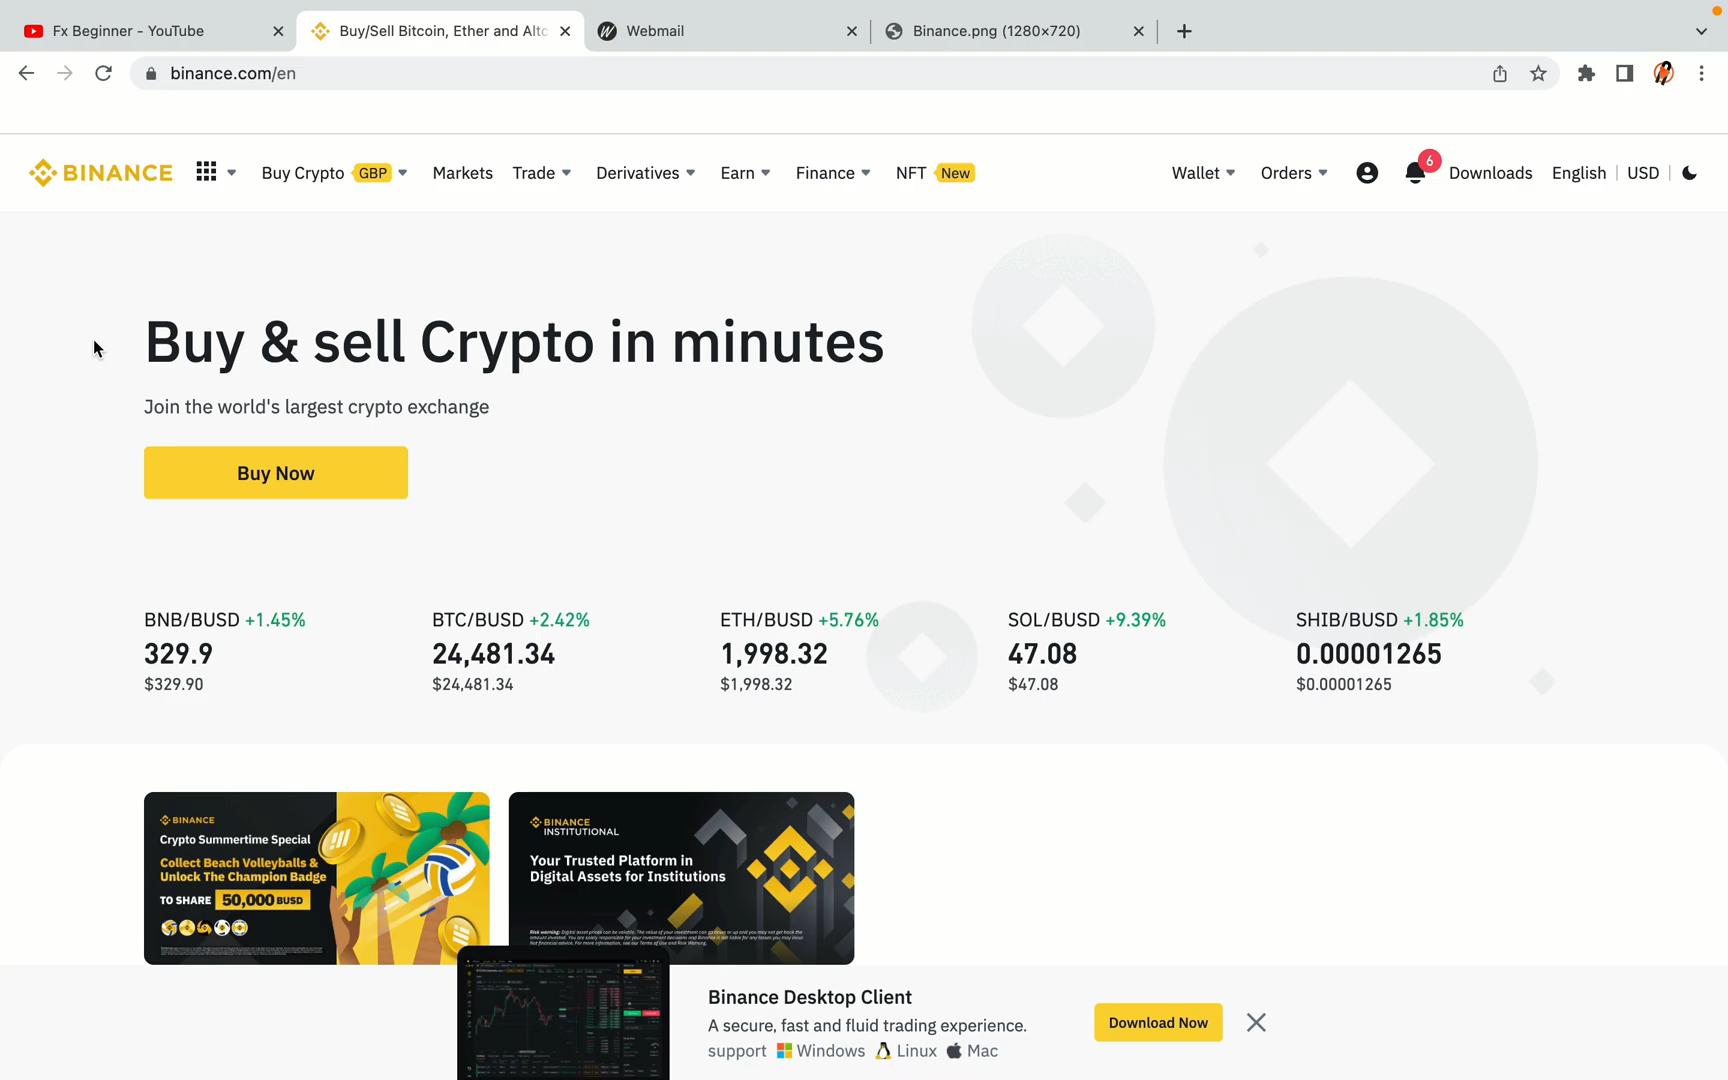 Fx Beginner - YouTube
Buy/Sell Bitcoin, Ether and Altc
Webmail
Binance.png (1280×720)
binance.com/en
BINANCE
Buy Crypto GBP Markets Trade Derivatives Earn Finance NFT New Wallet Orders 6 Downloads English USD
Buy & sell Crypto in minutes
Join the world's largest crypto exchange
Buy Now
BNB/BUSD +1.45%
329.9
$329.90
BTC/BUSD +2.42%
24,481.34
$24,481.34
ETH/BUSD +5.76%
1,998.32
$1,998.32
SOL/BUSD +9.39%
47.08
$47.08
SHIB/BUSD +1.85%
0.00001265
$0.00001265
BINANCE
Crypto Summertime Special
Collect Beach Volleyballs &
Unlock The Champion Badge
TO SHARE 50,000 BUSD
BINANCE
INSTITUTIONAL
Your Trusted Platform in
Digital Assets for Institutions
Binance Desktop Client
A secure, fast and fluid trading experience.
support Windows Linux Mac
Download Now